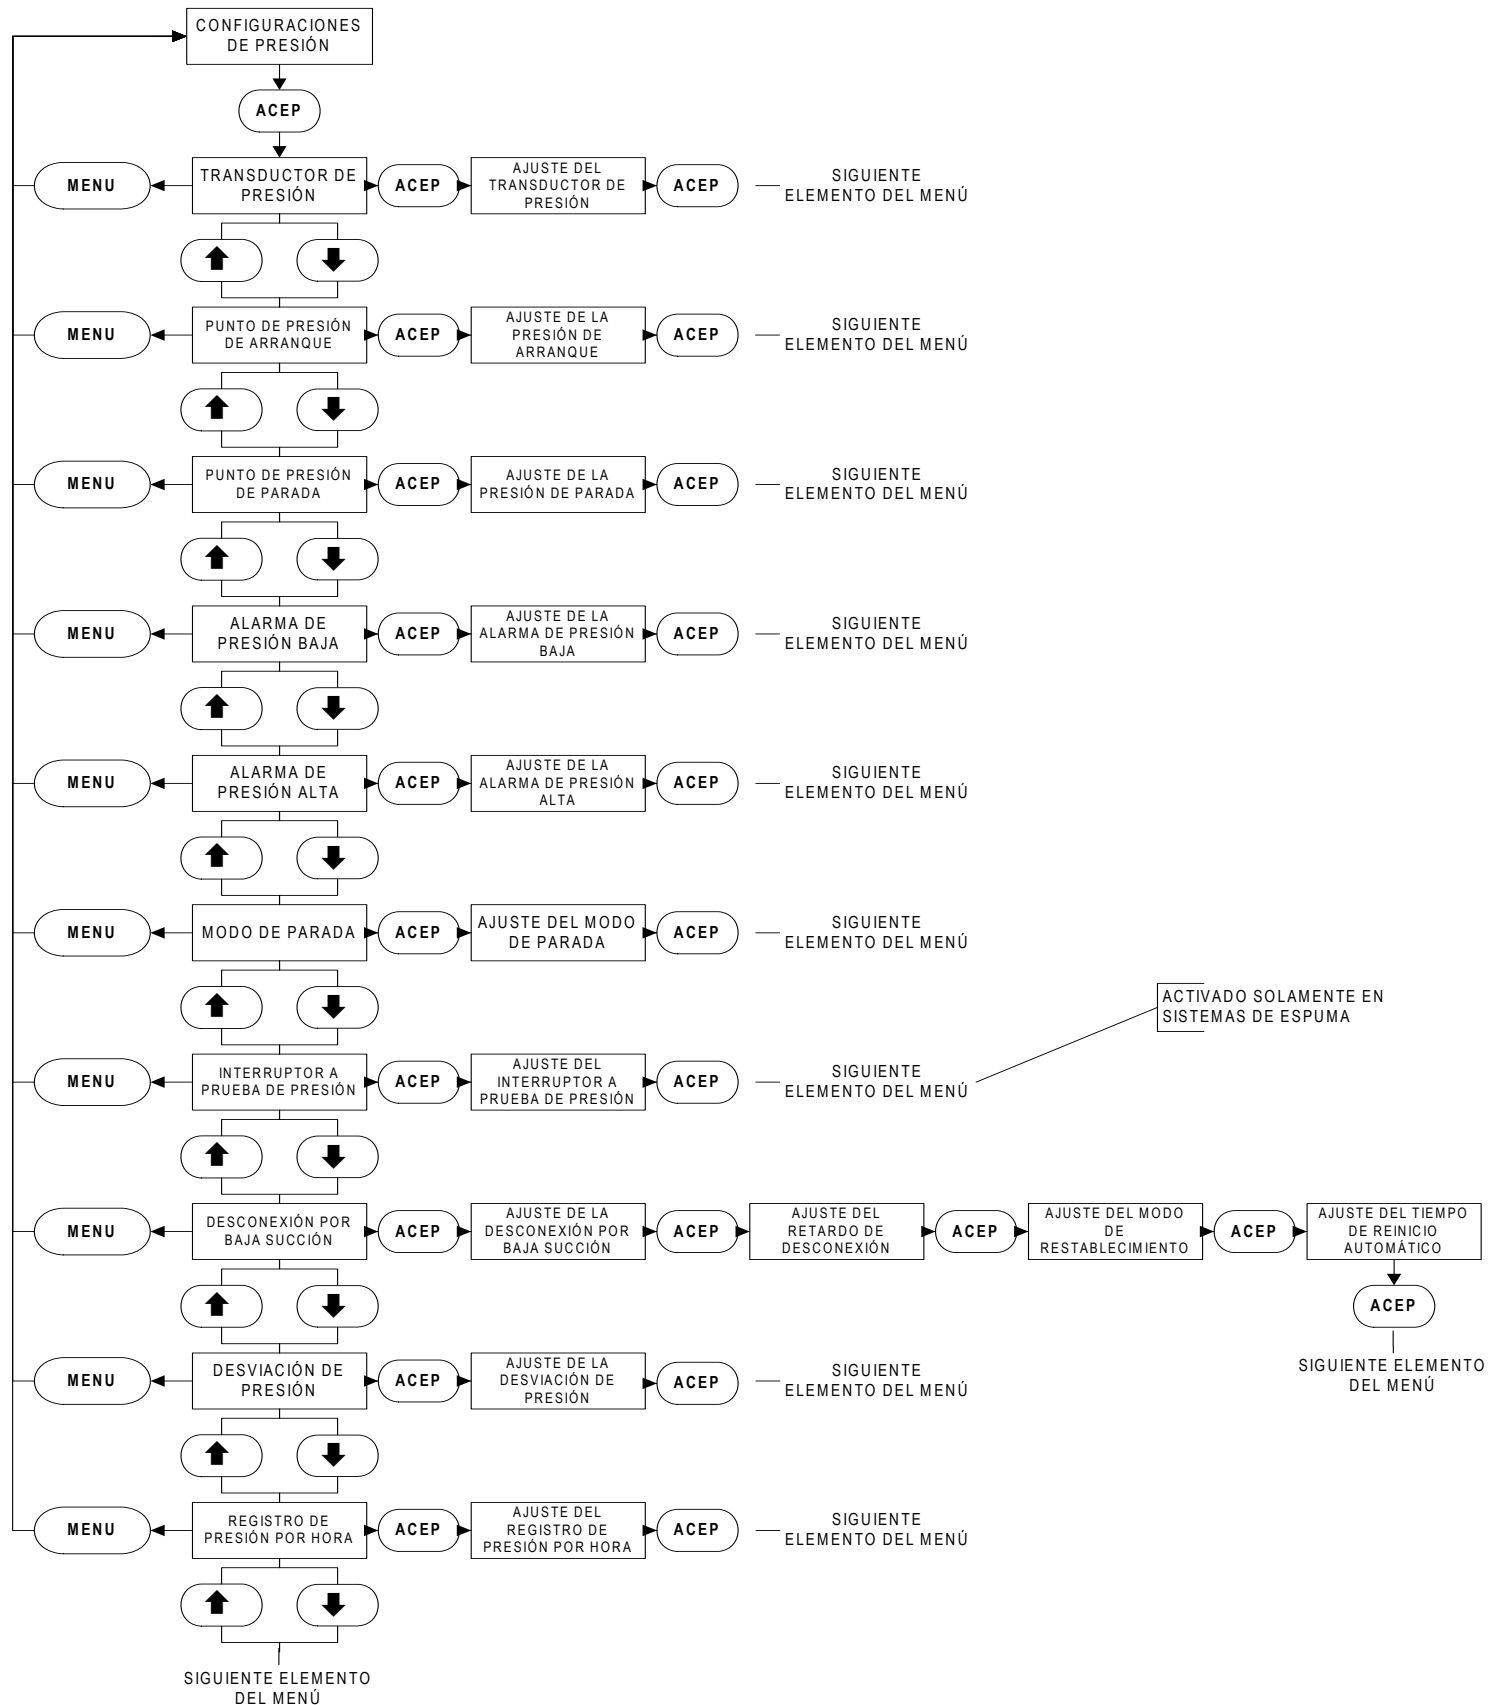 CONFIGURACIONES
DE PRESIÓN
ACEP
MENU
TRANSDUCTOR DE
PRESIÓN
ACEP
AJUSTE DEL
TRANSDUCTOR DE
PRESIÓN
ACEP
SIGUIENTE
ELEMENTO DEL MENÚ
MENU
PUNTO DE PRESIÓN
DE ARRANQUE
ACEP
AJUSTE DE LA
PRESIÓN DE
ARRANQUE
ACEP
SIGUIENTE
ELEMENTO DEL MENÚ
MENU
PUNTO DE PRESIÓN
DE PARADA
ACEP
AJUSTE DE LA
PRESIÓN DE PARADA
ACEP
SIGUIENTE
ELEMENTO DEL MENÚ
MENU
ALARMA DE
PRESIÓN BAJA
ACEP
AJUSTE DE LA
ALARMA DE PRESIÓN
BAJA
ACEP
SIGUIENTE
ELEMENTO DEL MENÚ
MENU
ALARMA DE
PRESIÓN ALTA
ACEP
AJUSTE DE LA
ALARMA DE PRESIÓN
ALTA
ACEP
SIGUIENTE
ELEMENTO DEL MENÚ
MENU
MODO DE PARADA
ACEP
AJUSTE DEL MODO
DE PARADA
ACEP
SIGUIENTE
ELEMENTO DEL MENÚ
ACTIVADO SOLAMENTE EN
SISTEMAS DE ESPUMA
MENU
INTERRUPTOR A
PRUEBA DE PRESIÓN
ACEP
AJUSTE DEL
INTERRUPTOR A
PRUEBA DE PRESIÓN
ACEP
SIGUIENTE
ELEMENTO DEL MENÚ
MENU
DESCONEXIÓN POR
BAJA SUCCIÓN
ACEP
AJUSTE DE LA
DESCONEXIÓN POR
BAJA SUCCIÓN
ACEP
AJUSTE DEL
RETARDO DE
DESCONEXIÓN
ACEP
AJUSTE DEL MODO
DE
RESTABLECIMIENTO
ACEP
AJUSTE DEL TIEMPO
DE REINICIO
AUTOMÁTICO
ACEP
SIGUIENTE ELEMENTO
DEL MENÚ
MENU
DESVIACIÓN DE
PRESIÓN
ACEP
AJUSTE DE LA
DESVIACIÓN DE
PRESIÓN
ACEP
SIGUIENTE
ELEMENTO DEL MENÚ
MENU
REGISTRO DE
PRESIÓN POR HORA
ACEP
AJUSTE DEL
REGISTRO DE
PRESIÓN POR HORA
ACEP
SIGUIENTE
ELEMENTO DEL MENÚ
SIGUIENTE ELEMENTO
DEL MENÚ